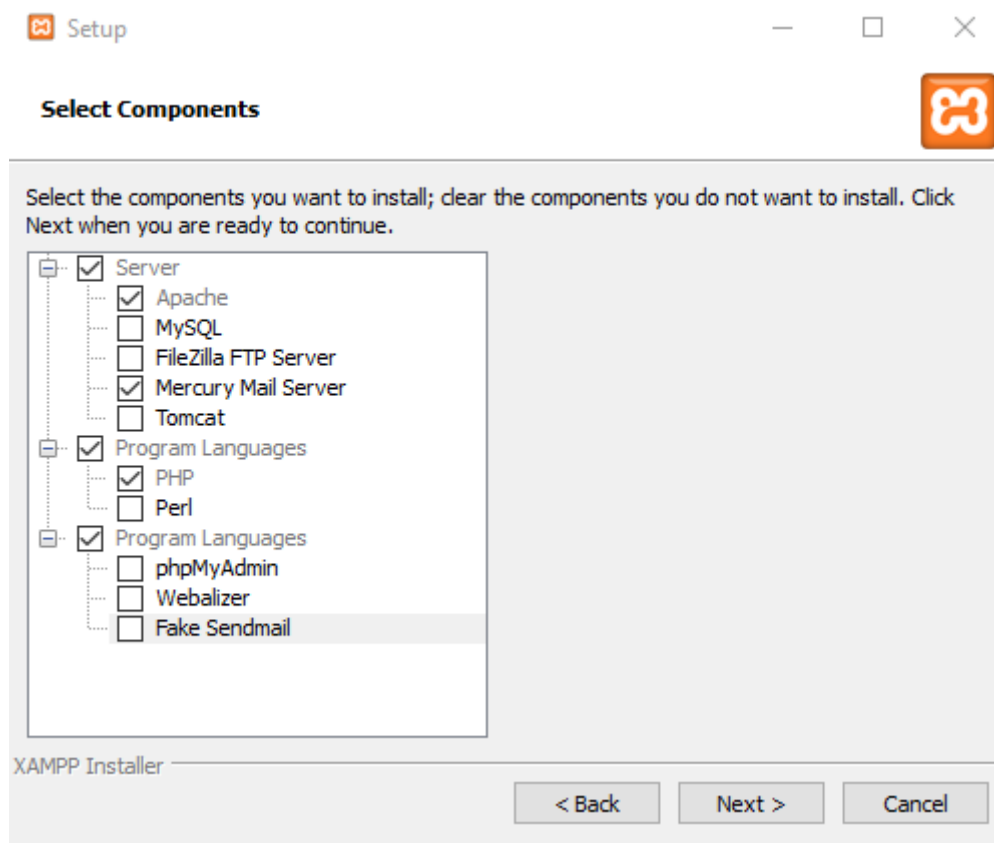 Setup
Select Components
Select the components you want to install; clear the components you do not want to install. Click
Next when you are ready to continue.
Server
Apache
MySQL
FileZilla FTP Server
Mercury Mail Server
Tomcat
Program Languages
PHP
Perl
Program Languages
phpMyAdmin
Webalizer
Fake Sendmail
XAMPP Installer
< Back
Next >
Cancel